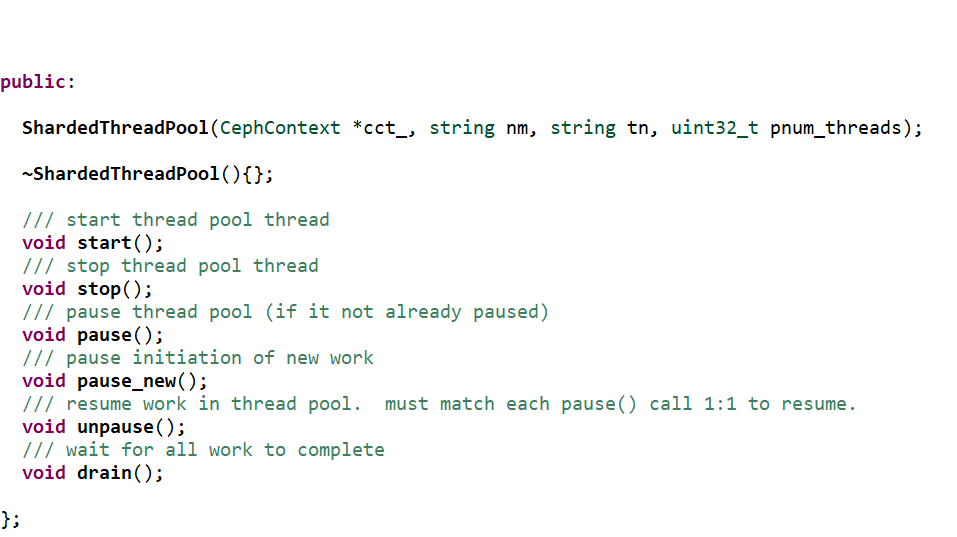 public:
ShardedThreadPool(CephContext *cct_, string nm, string tn, uint32_t pnum_threads);
~ShardedThreadPool(){};
/// start thread pool thread
void start();
/// stop thread pool thread
void stop();
/// pause thread pool (if it not already paused)
void pause();
/// pause initiation of new work
void pause_new();
/// resume work in thread pool.  must match each pause() call 1:1 to resume.
void unpause();
/// wait for all work to complete
void drain();
};